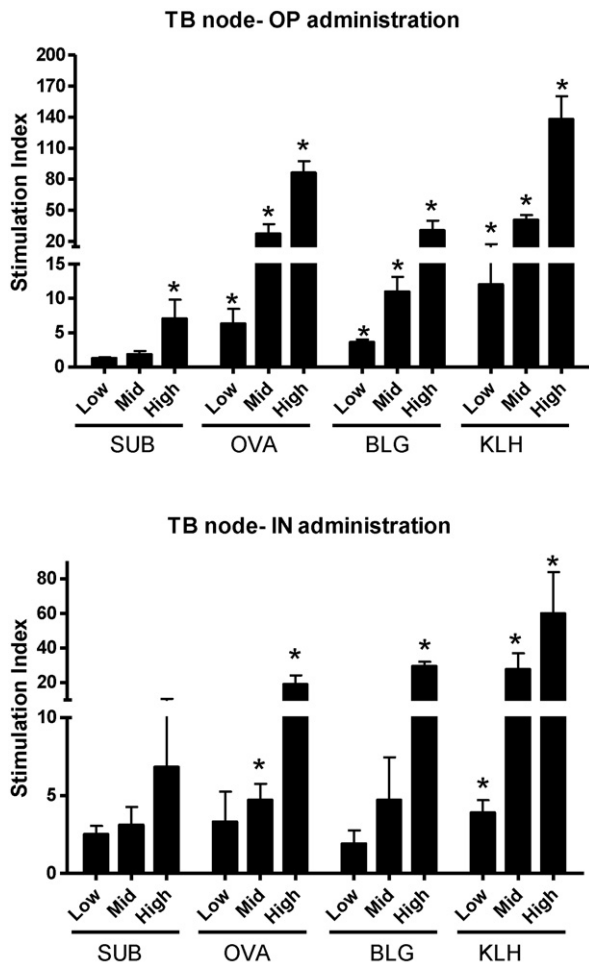 TB node- OP administration
Stimulation Index
200
170
140
110
80
50
20
15
10
5
0
* * * * * * * * * *
Low Mid High Low Mid High Low Mid High Low Mid High
SUB OVA BLG KLH
TB node- IN administration
Stimulation Index
80
60
40
20
10
5
0
* * * * * *
Low Mid High Low Mid High Low Mid High Low Mid High
SUB OVA BLG KLH